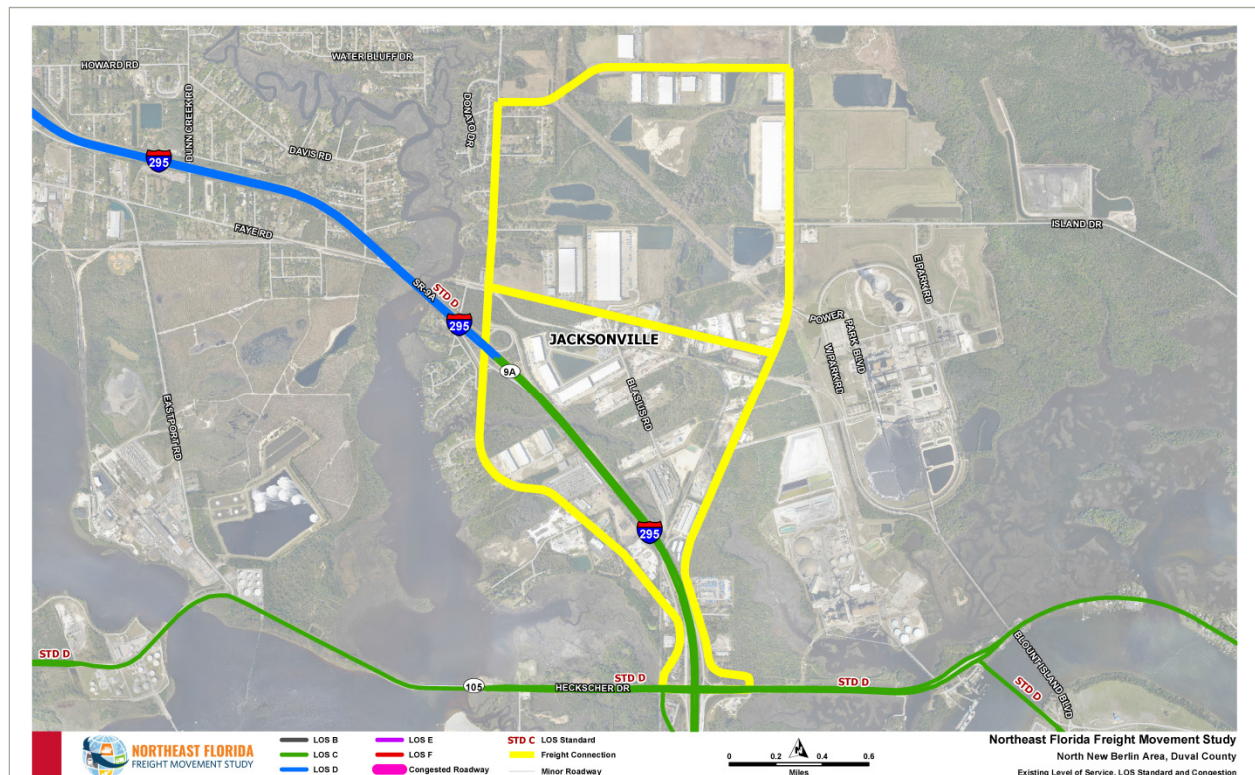 WATER BLUFF DR
HOWARD RD
DUNN CREEK RD
DONATO DR
DAVIS RD
295
FAYE RD
ISLAND DR
SR-9A
STD D
E PARK RD
295
JACKSONVILLE
POWER PARK BLVD
W PARK RD
9A
BLASIUS RD
EASTPORT RD
295
STD D
105
HECKSCHER DR
STD D
STD D
BLOUNT ISLAND BLVD
STD D
NORTHEAST FLORIDA
FREIGHT MOVEMENT STUDY
LOS B
LOS C
LOS D
LOS E
LOS F
Congested Roadway
STD C LOS Standard
Freight Connection
Minor Roadway
N
0 0.2 0.4 0.6
Miles
Northeast Florida Freight Movement Study
North New Berlin Area, Duval County
Existing Level of Service, LOS Standard and Congestion